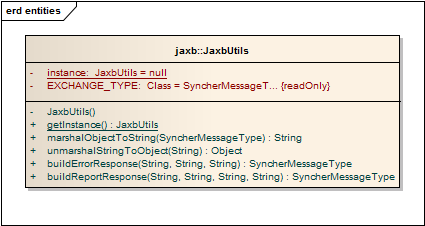 erd entities
jaxb::JaxbUtils
- instance: JaxbUtils = null
- EXCHANGE_TYPE: Class = SyncherMessageT... {readOnly}
- JaxbUtils()
+ getInstance() : JaxbUtils
+ marshalObjectToString(SyncherMessageType) : String
+ unmarshalStringToObject(String) : Object
+ buildErrorResponse(String, String, String) : SyncherMessageType
+ buildReportResponse(String, String, String, String) : SyncherMessageType